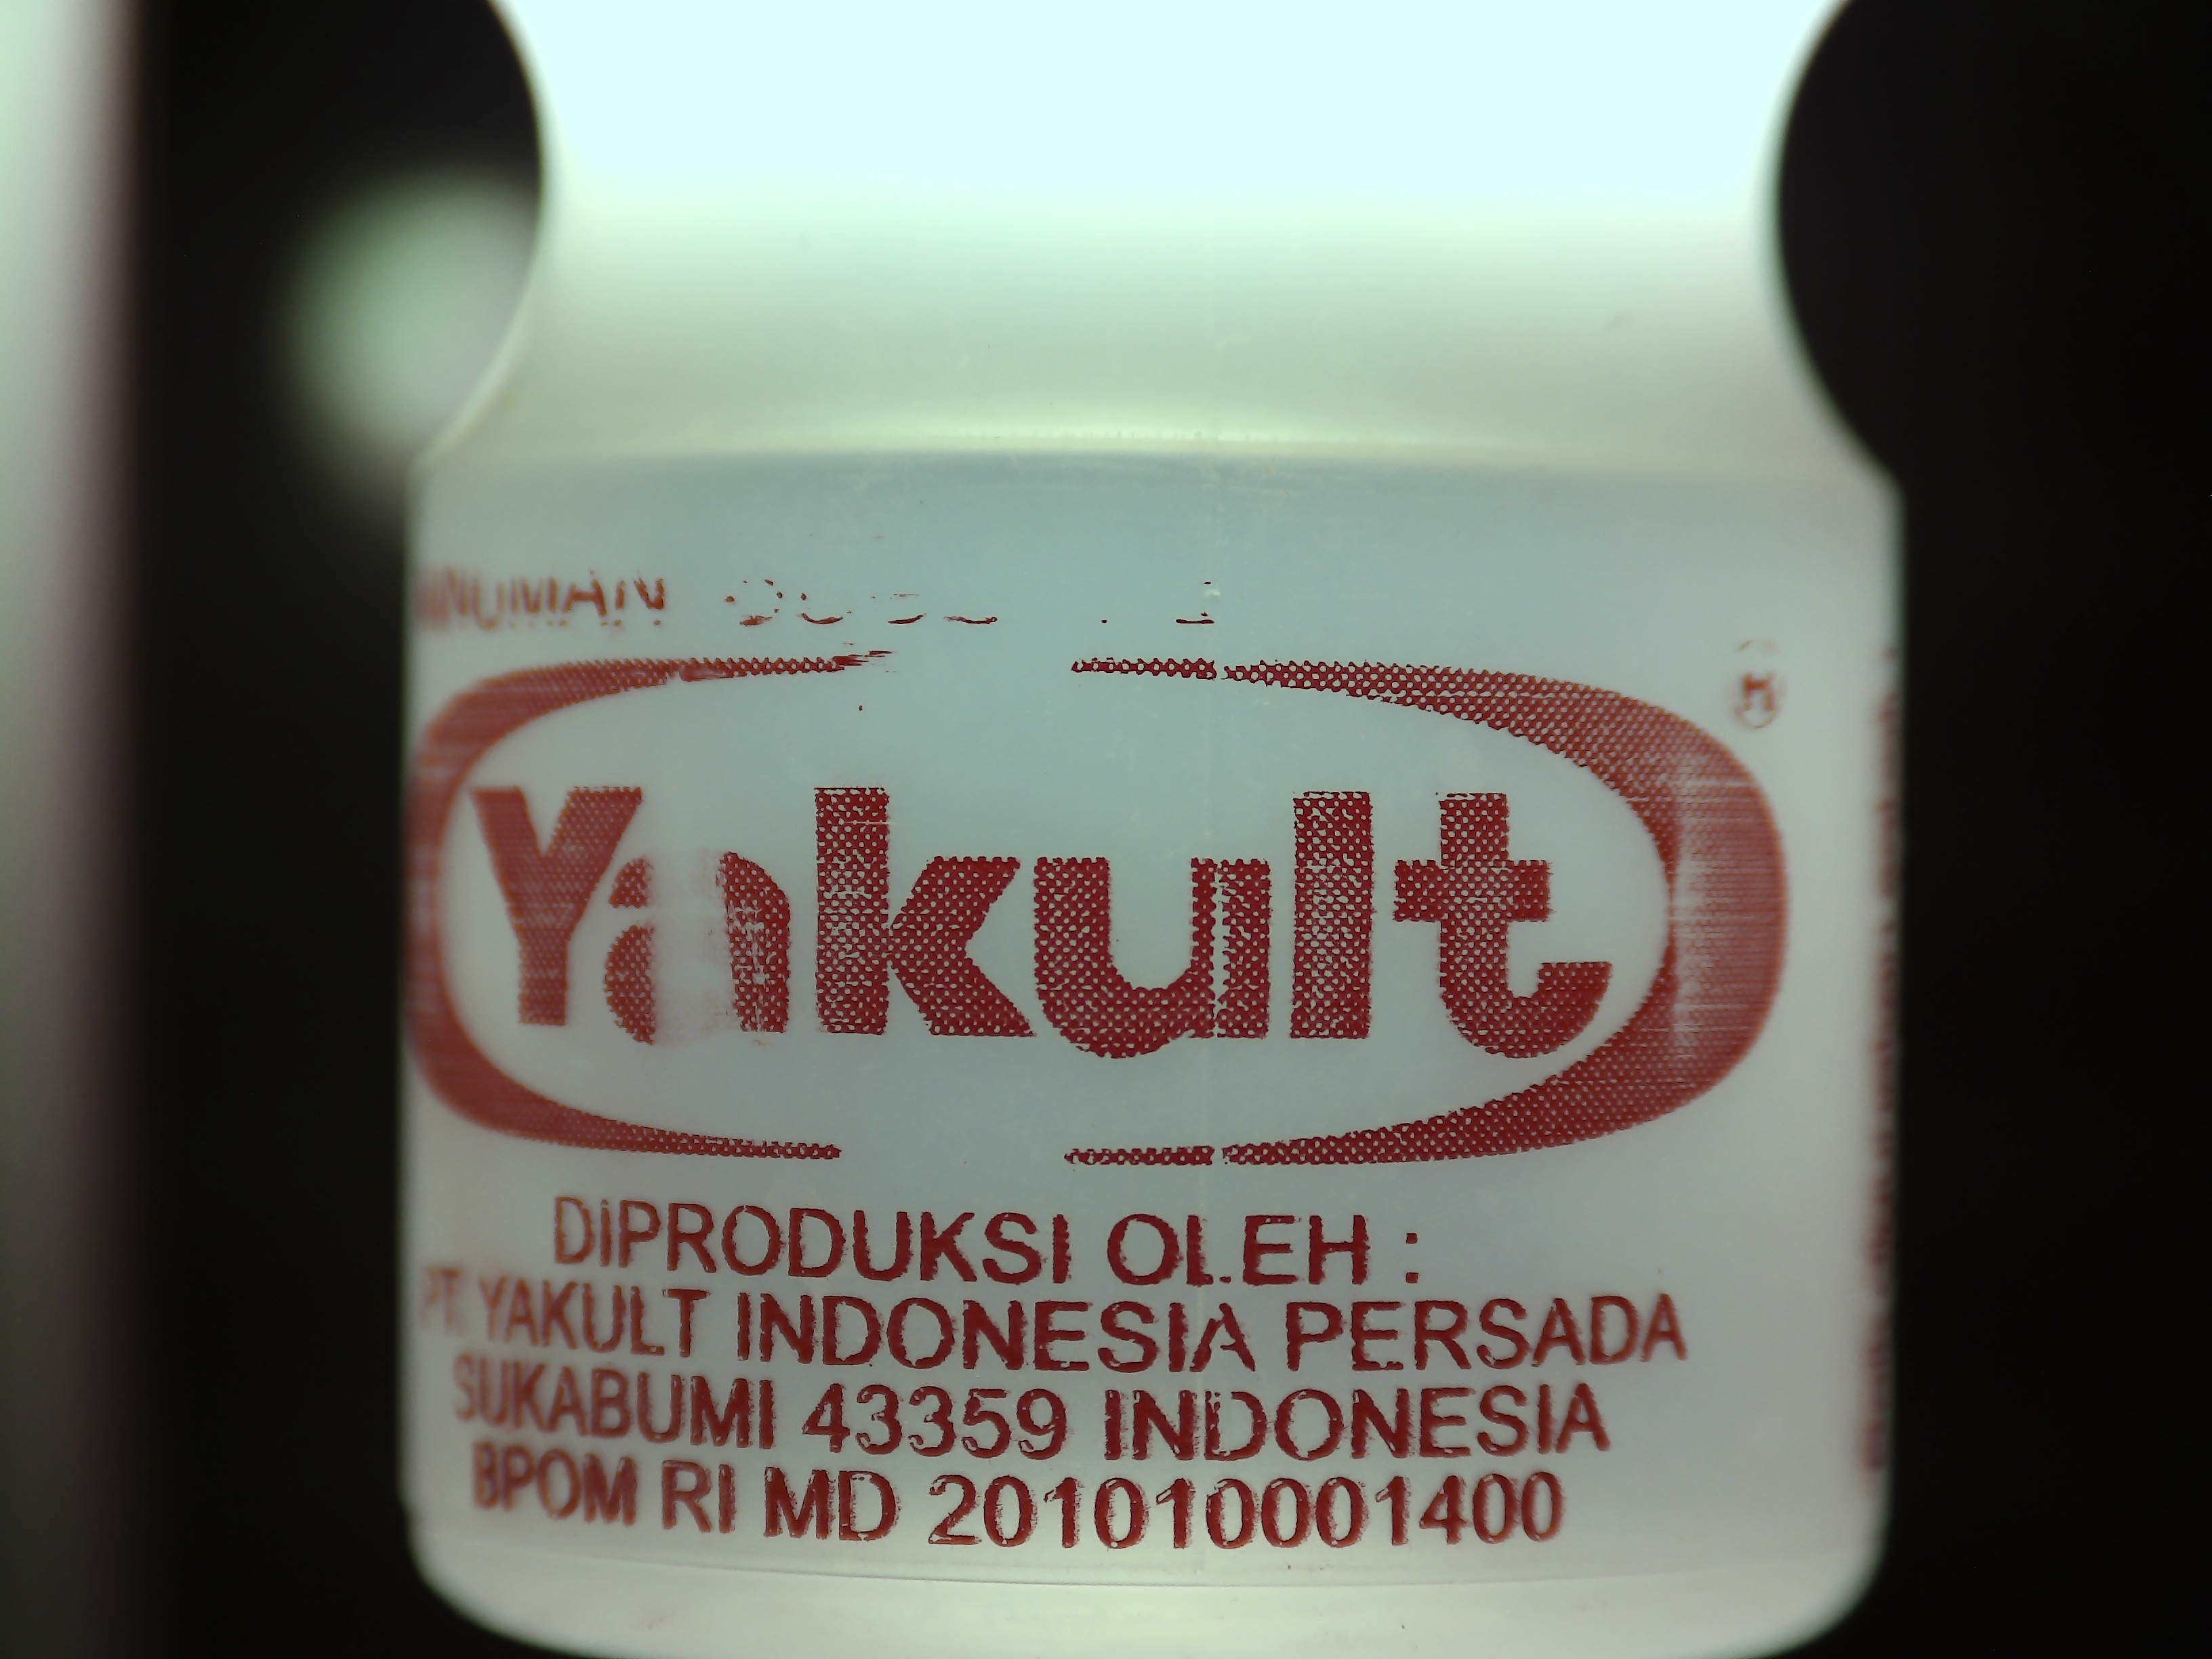 MINUMAN
®
Yakult
DIPRODUKSI OLEH :
PT. YAKULT INDONESIA PERSADA
SUKABUMI 43359 INDONESIA
BPOM RI MD 201010001400